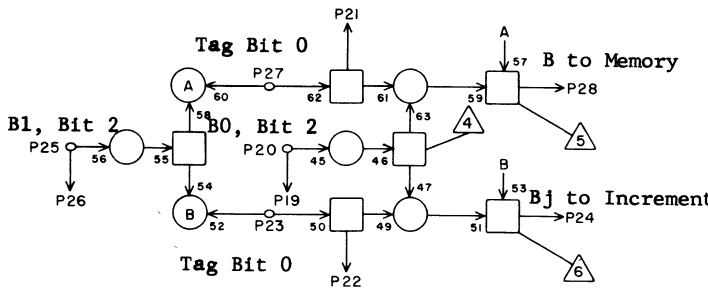 P21
Tag Bit 0
A
57
B to Memory
A
60
P27
62
61
59
P28
58
63
4
5
B1, Bit 2
B0, Bit 2
P25
56
55
P20
45
46
54
47
B
53
P26
P19
Bj to Increment
B
52
P23
50
49
51
P24
Tag Bit 0
6
P22